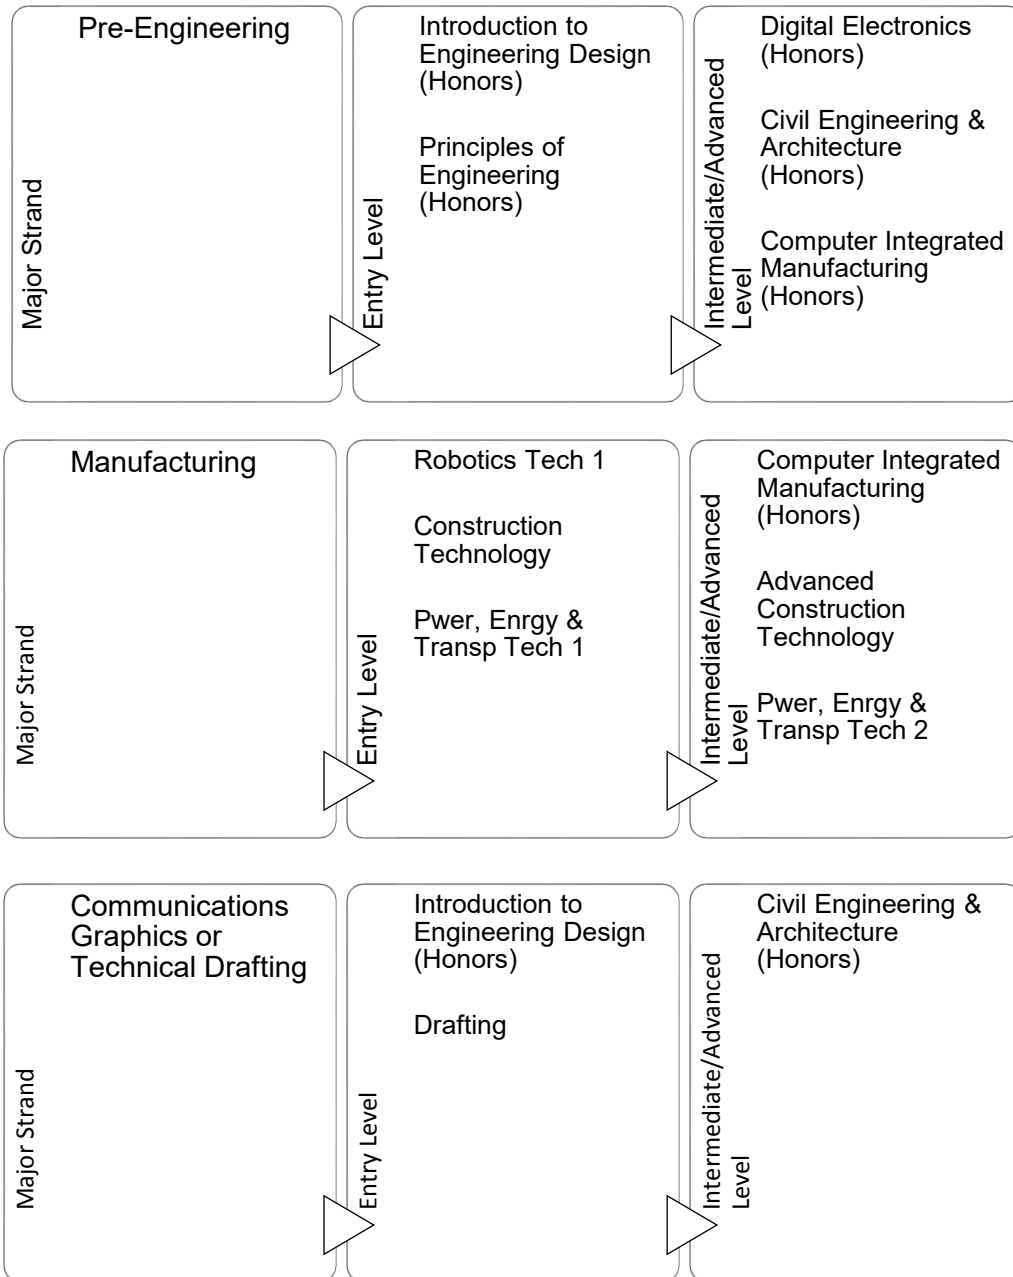 Major Strand
Pre-Engineering
Entry Level
Introduction to
Engineering Design
(Honors)
Principles of
Engineering
(Honors)
Intermediate/Advanced
Level
Digital Electronics
(Honors)
Civil Engineering &
Architecture
(Honors)
Computer Integrated
Manufacturing
(Honors)
Major Strand
Manufacturing
Entry Level
Robotics Tech 1
Construction
Technology
Pwer, Enrgy &
Transp Tech 1
Intermediate/Advanced
Level
Computer Integrated
Manufacturing
(Honors)
Advanced
Construction
Technology
Pwer, Enrgy &
Transp Tech 2
Major Strand
Communications
Graphics or
Technical Drafting
Entry Level
Introduction to
Engineering Design
(Honors)
Drafting
Intermediate/Advanced
Level
Civil Engineering &
Architecture
(Honors)